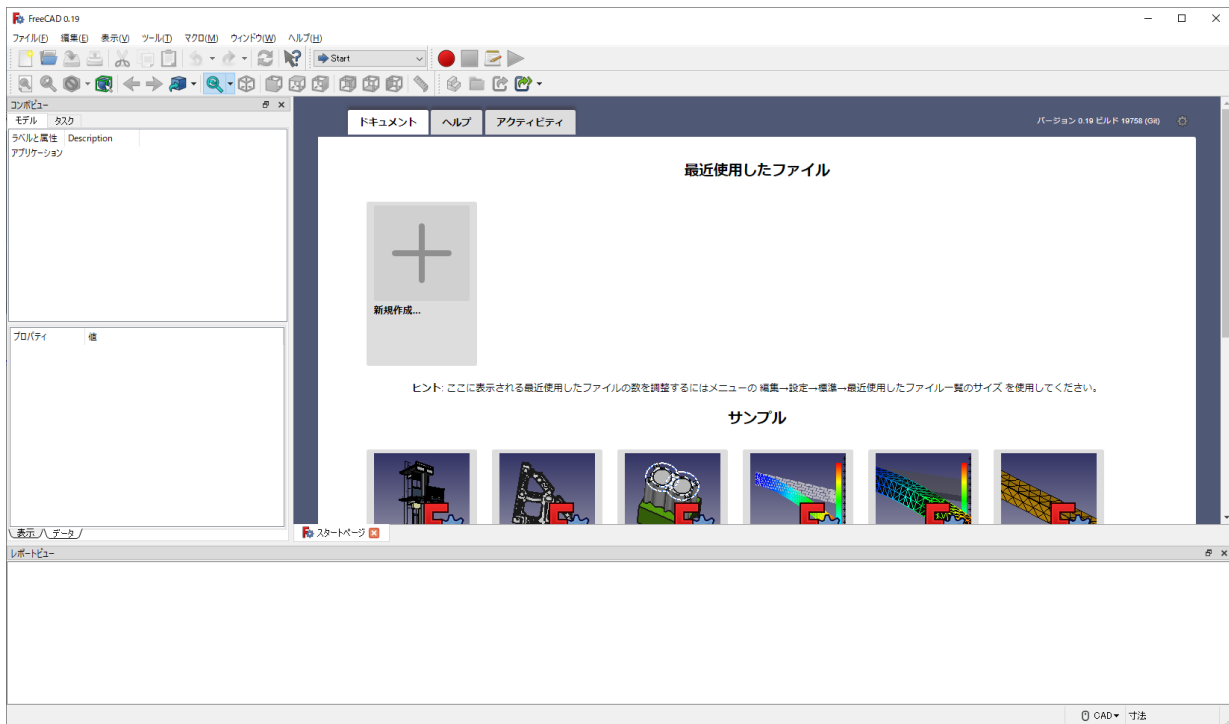 FreeCAD 0.19
ファイル(F) 編集(E) 表示(V) ツール(T) マクロ(M) ウィンドウ(W) ヘルプ(H)
Start
コンボビュー
モデル タスク
ラベルと属性 Description
アプリケーション
プロパティ 値
表示 データ
ドキュメント ヘルプ アクティビティ
バージョン 0.19 ビルド 19758 (Git)
最近使用したファイル
新規作成...
ヒント: ここに表示される最近使用したファイルの数を調整するにはメニューの 編集→設定→標準→最近使用したファイル一覧のサイズ を使用してください。
サンプル
スタートページ
レポートビュー
CAD 寸法